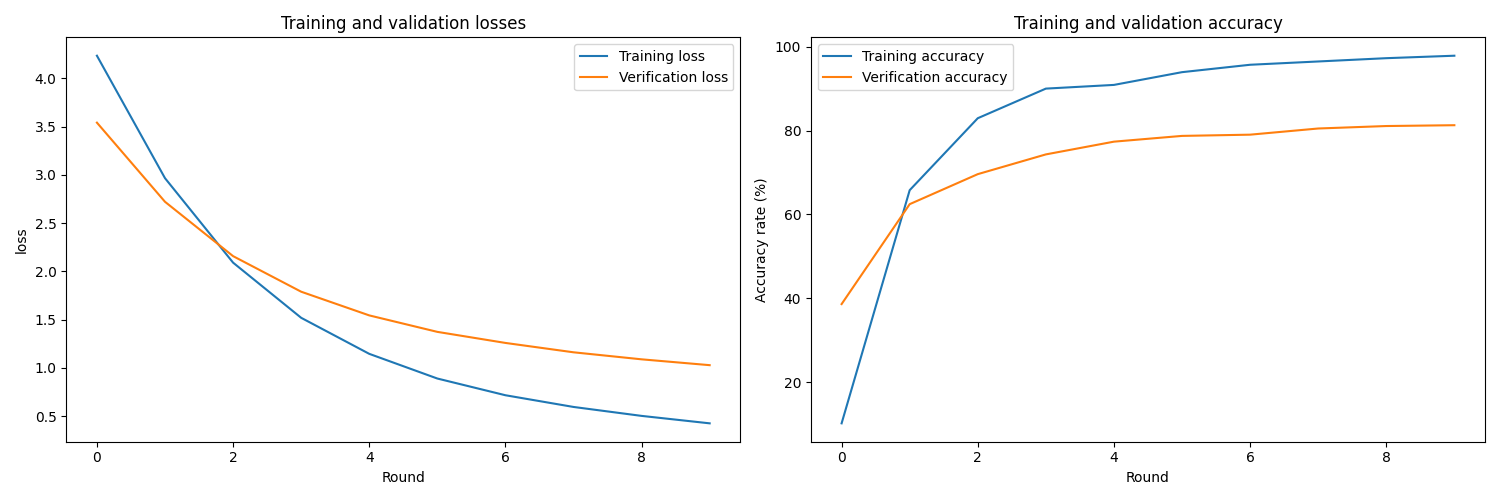 Training and validation losses
Training loss
Verification loss
4.0
3.5
3.0
2.5
2.0
1.5
1.0
0.5
loss
0 2 4 6 8
Round
Training and validation accuracy
Training accuracy
Verification accuracy
100
80
60
40
20
Accuracy rate (%)
0 2 4 6 8
Round